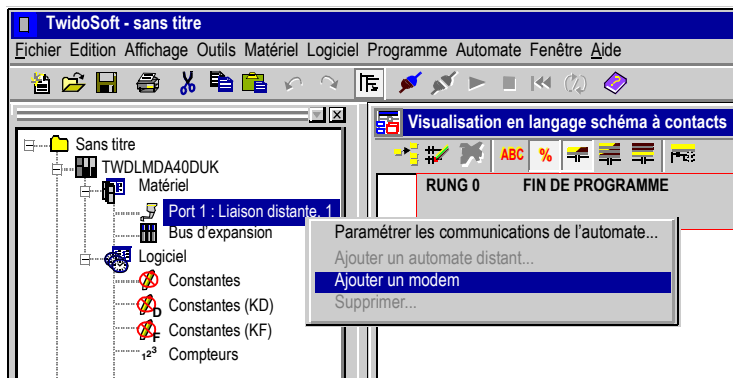 TwidoSoft - sans titre
Fichier Edition Affichage Outils Matériel Logiciel Programme Automate Fenêtre Aide
Visualisation en langage schéma à contacts
ABC %
RUNG 0 FIN DE PROGRAMME
Sans titre
TWDLMDA40DUK
Matériel
Port 1 : Liaison distante, 1
Bus d'expansion
Logiciel
Constantes
D Constantes (KD)
F Constantes (KF)
123 Compteurs
Paramétrer les communications de l'automate...
Ajouter un automate distant...
Ajouter un modem
Supprimer...